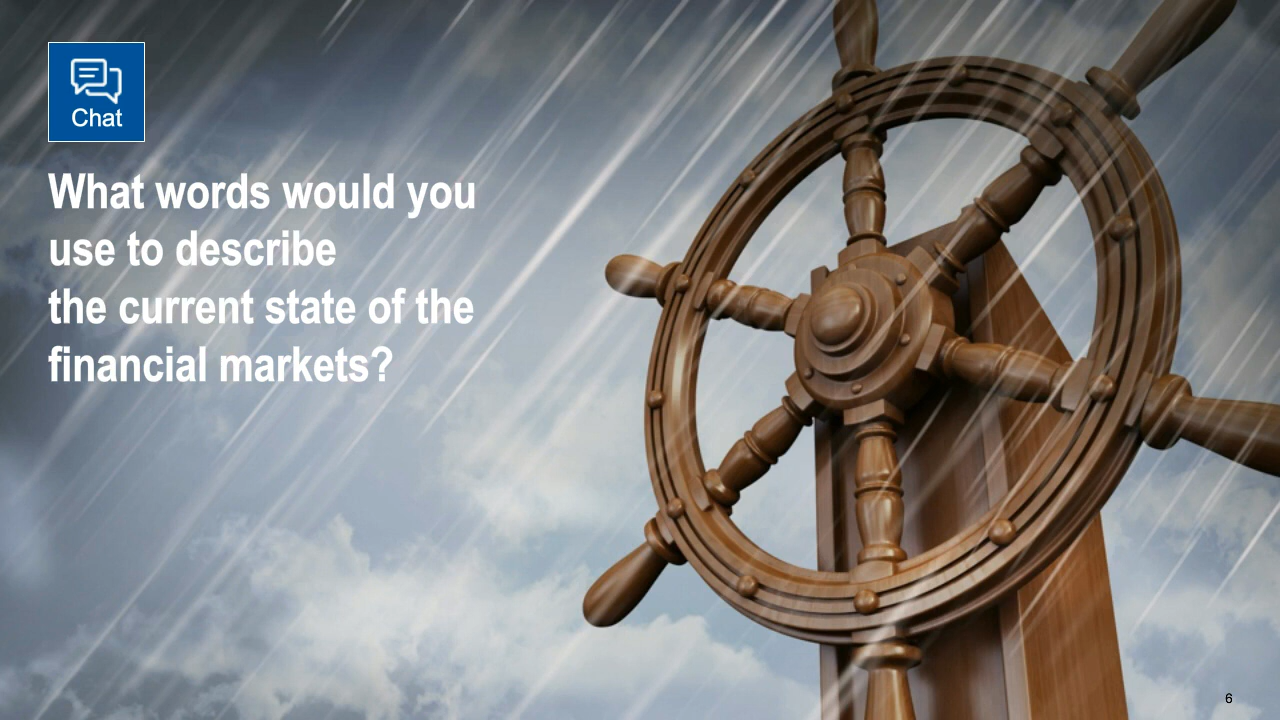 Chat
What words would you
use to describe
the current state of the
financial markets?
6